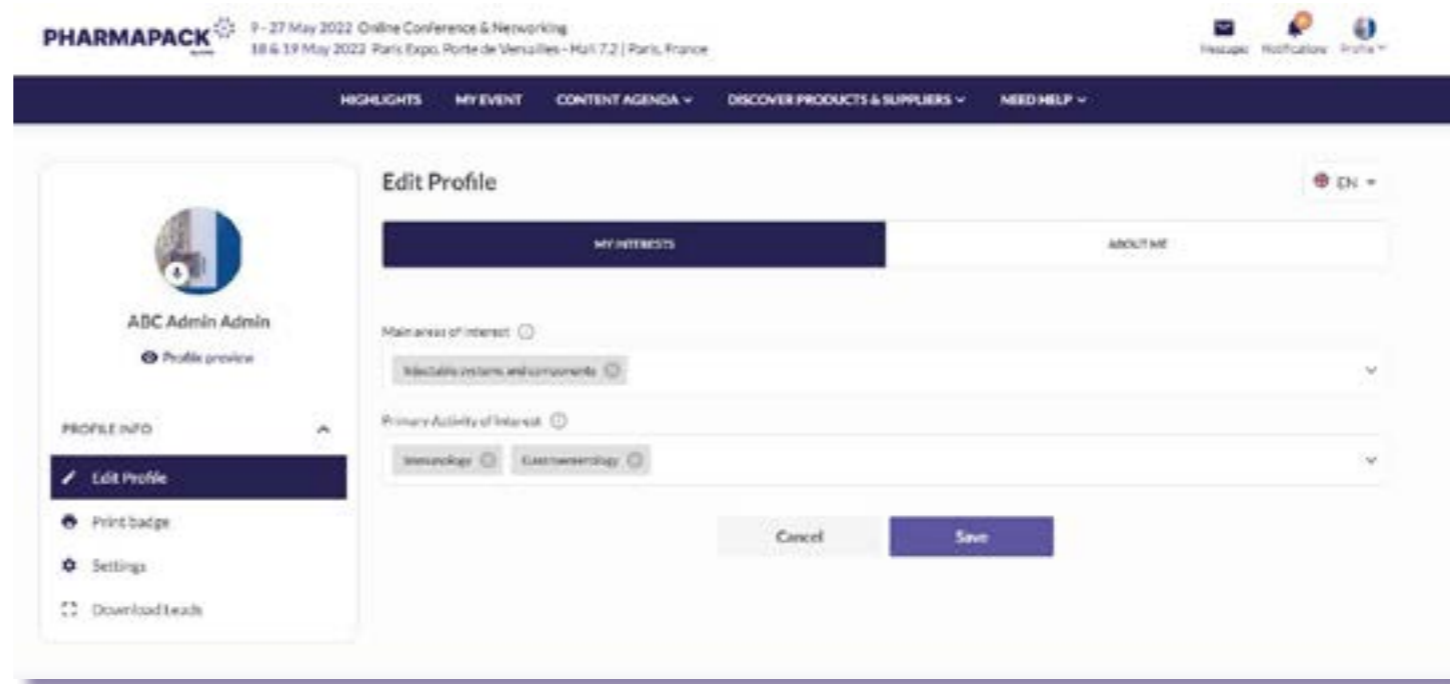 PHARMAPACK
9 - 27 May 2022 Online Conference & Networking
18 & 19 May 2022 Paris Expo, Porte de Versailles - Hall 7.2 | Paris, France
Messages Notifications Profile
HIGHLIGHTS MY EVENT CONTENT AGENDA DISCOVER PRODUCTS & SUPPLIERS NEED HELP
Edit Profile
EN
MY INTERESTS ABOUT ME
ABC Admin Admin
Profile preview
Main areas of interest
Injectable systems and components
Primary Activity of Interest
Immunology Gastroenterology
Cancel Save
PROFILE INFO
Edit Profile
Print badge
Settings
Download Leads